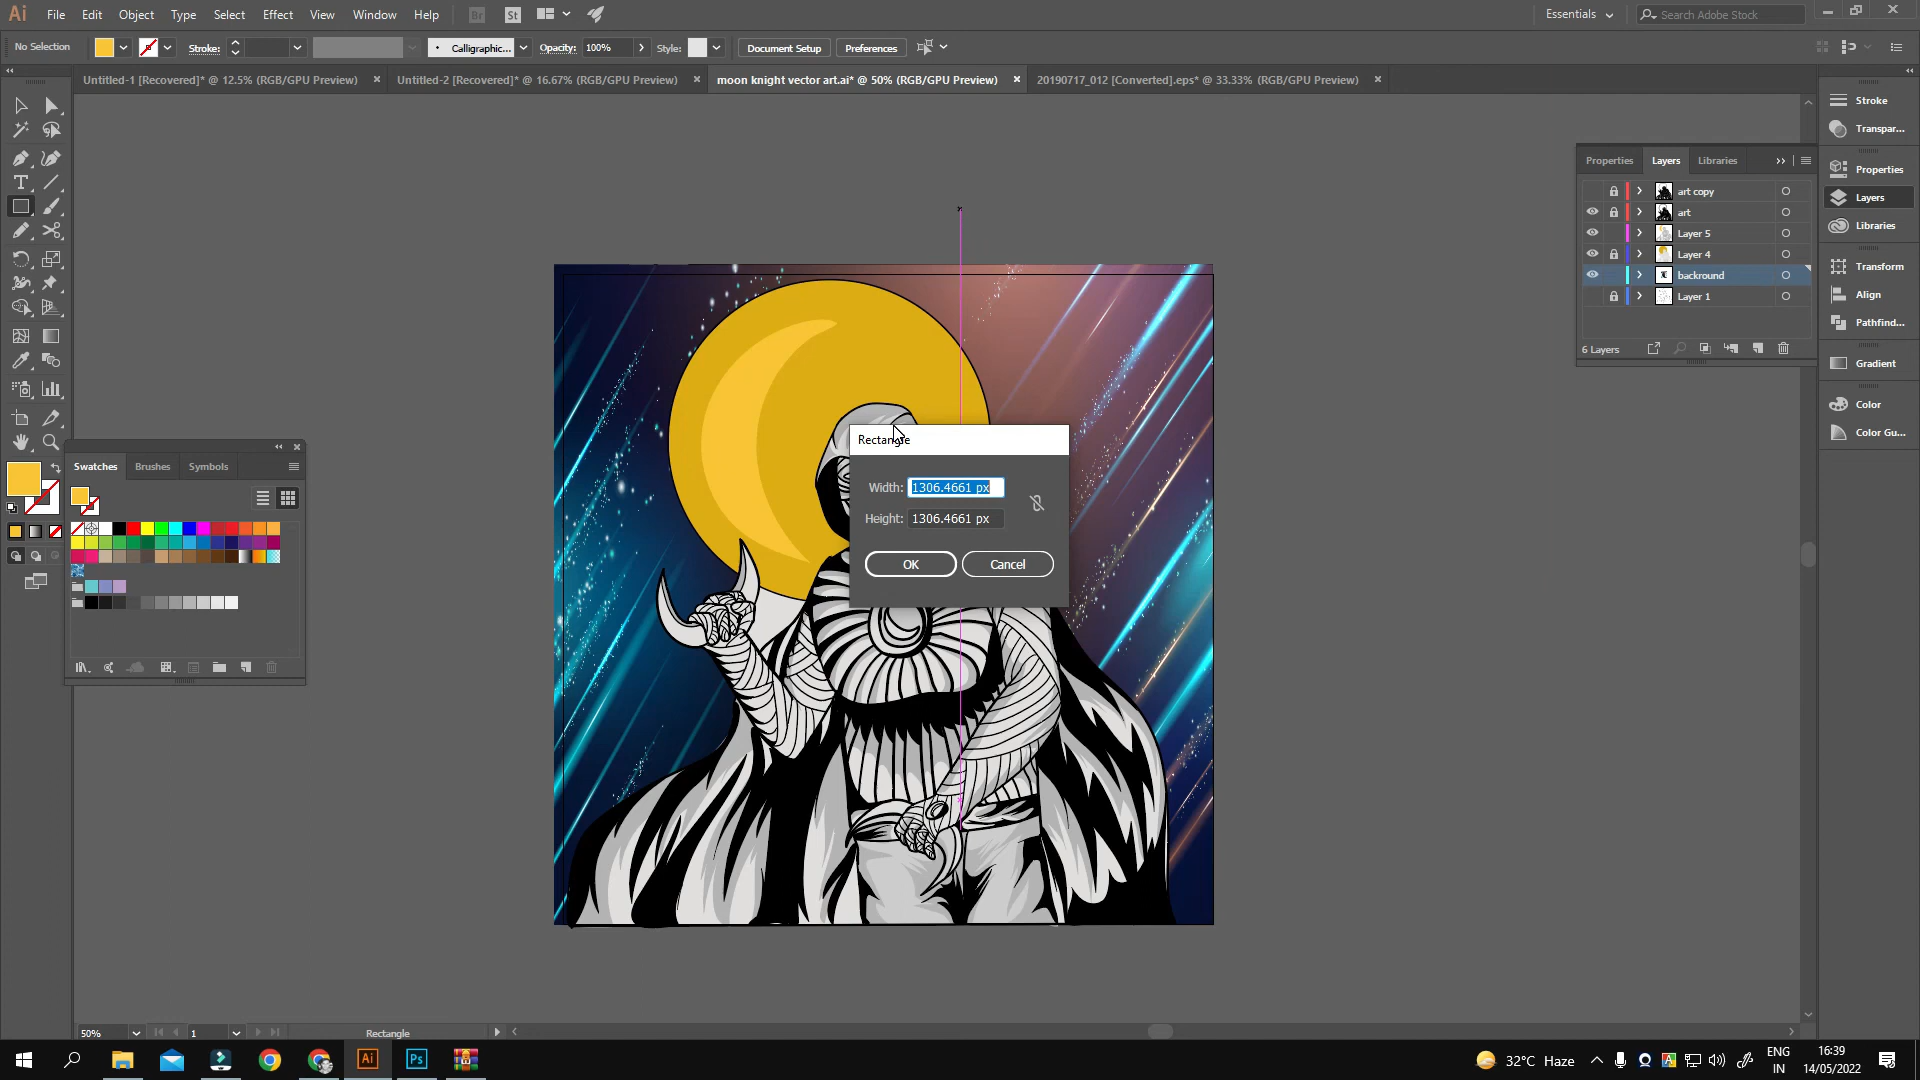 Ai File Edit Object Type Select Effect View Window Help Br St Essentials Search Adobe Stock
No Selection Stroke: Calligraphic... Opacity: 100% Style: Document Setup Preferences
Untitled-1 [Recovered]* @ 12.5% (RGB/GPU Preview) Untitled-2 [Recovered]* @ 16.67% (RGB/GPU Preview) moon knight vector art.ai* @ 50% (RGB/GPU Preview) 20190717_012 [Converted].eps* @ 33.33% (RGB/GPU Preview)
Properties Layers Libraries
art copy
art
Layer 5
Layer 4
backround
Layer 1
6 Layers
Stroke
Transpar...
Properties
Layers
Libraries
Transform
Align
Pathfind...
Gradient
Color
Color Gu...
Swatches Brushes Symbols
Rectangle
Width: 1306.4661 px
Height: 1306.4661 px
OK Cancel
50% 1 Rectangle
Ai Ps 32°C Haze ENG 16:39
IN 14/05/2022